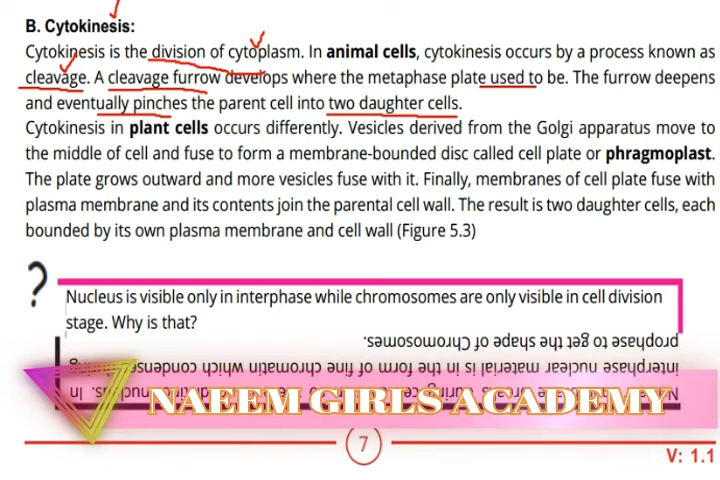 B. Cytokinesis:
Cytokinesis is the division of cytoplasm. In animal cells, cytokinesis occurs by a process known as
cleavage. A cleavage furrow develops where the metaphase plate used to be. The furrow deepens
and eventually pinches the parent cell into two daughter cells.
Cytokinesis in plant cells occurs differently. Vesicles derived from the Golgi apparatus move to
the middle of cell and fuse to form a membrane-bounded disc called cell plate or phragmoplast.
The plate grows outward and more vesicles fuse with it. Finally, membranes of cell plate fuse with
plasma membrane and its contents join the parental cell wall. The result is two daughter cells, each
bounded by its own plasma membrane and cell wall (Figure 5.3)
?
Nucleus is visible only in interphase while chromosomes are only visible in cell division
stage. Why is that?
nucleus. In
interphase nuclear material is in the form of fine chromatin which condenses
prophase to get the shape of Chromosomes.
NAEEM GIRLS ACADEMY
7
V: 1.1